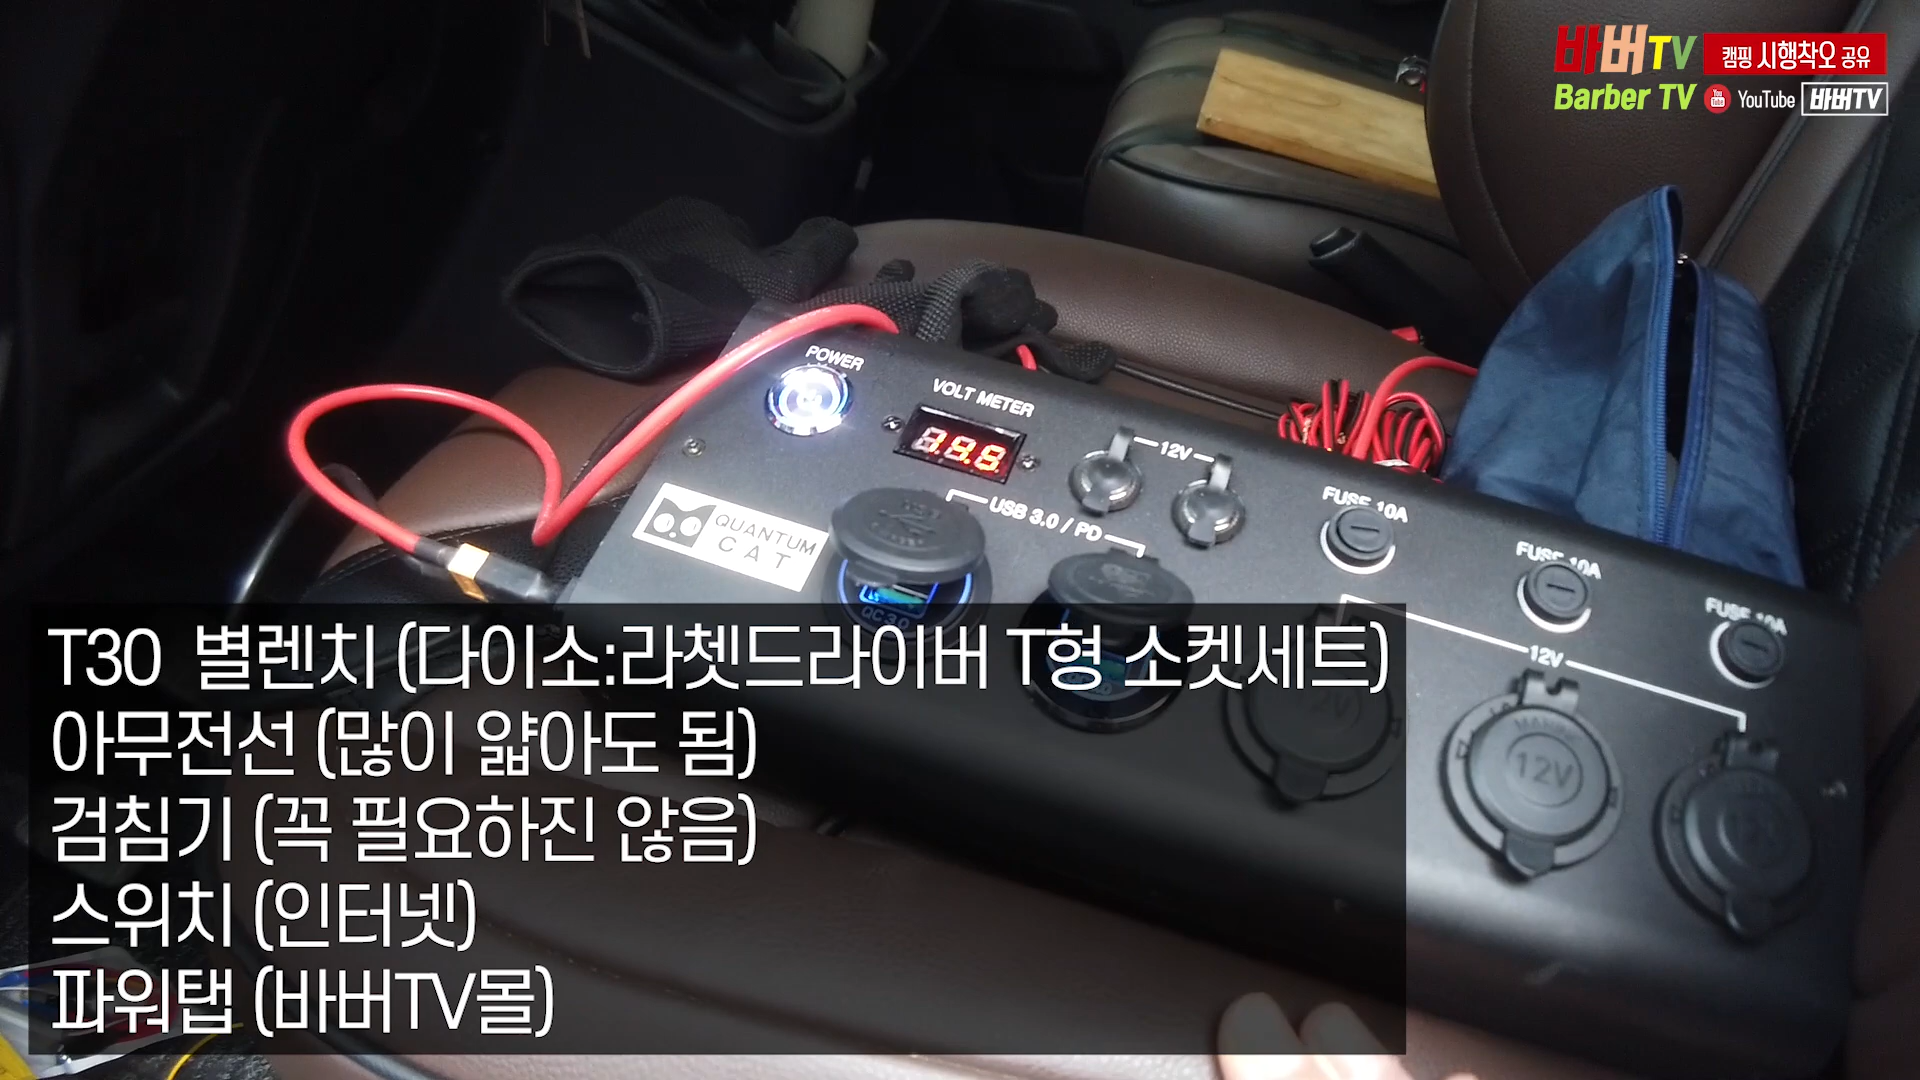 바버TV 캠핑 시행착오 공유
Barber TV YouTube 바버TV
POWER
VOLT METER
12V
USB 3.0 / PD
QUANTUM
CAT
QC3.0
FUSE 10A
FUSE 10A
FUSE 10A
12V
12V
T30 별렌치 (다이소:라쳇드라이버 T형 소켓세트)
아무전선 (많이 얇아도 됨)
검침기 (꼭 필요하진 않음)
스위치 (인터넷)
파워탭 (바버TV몰)